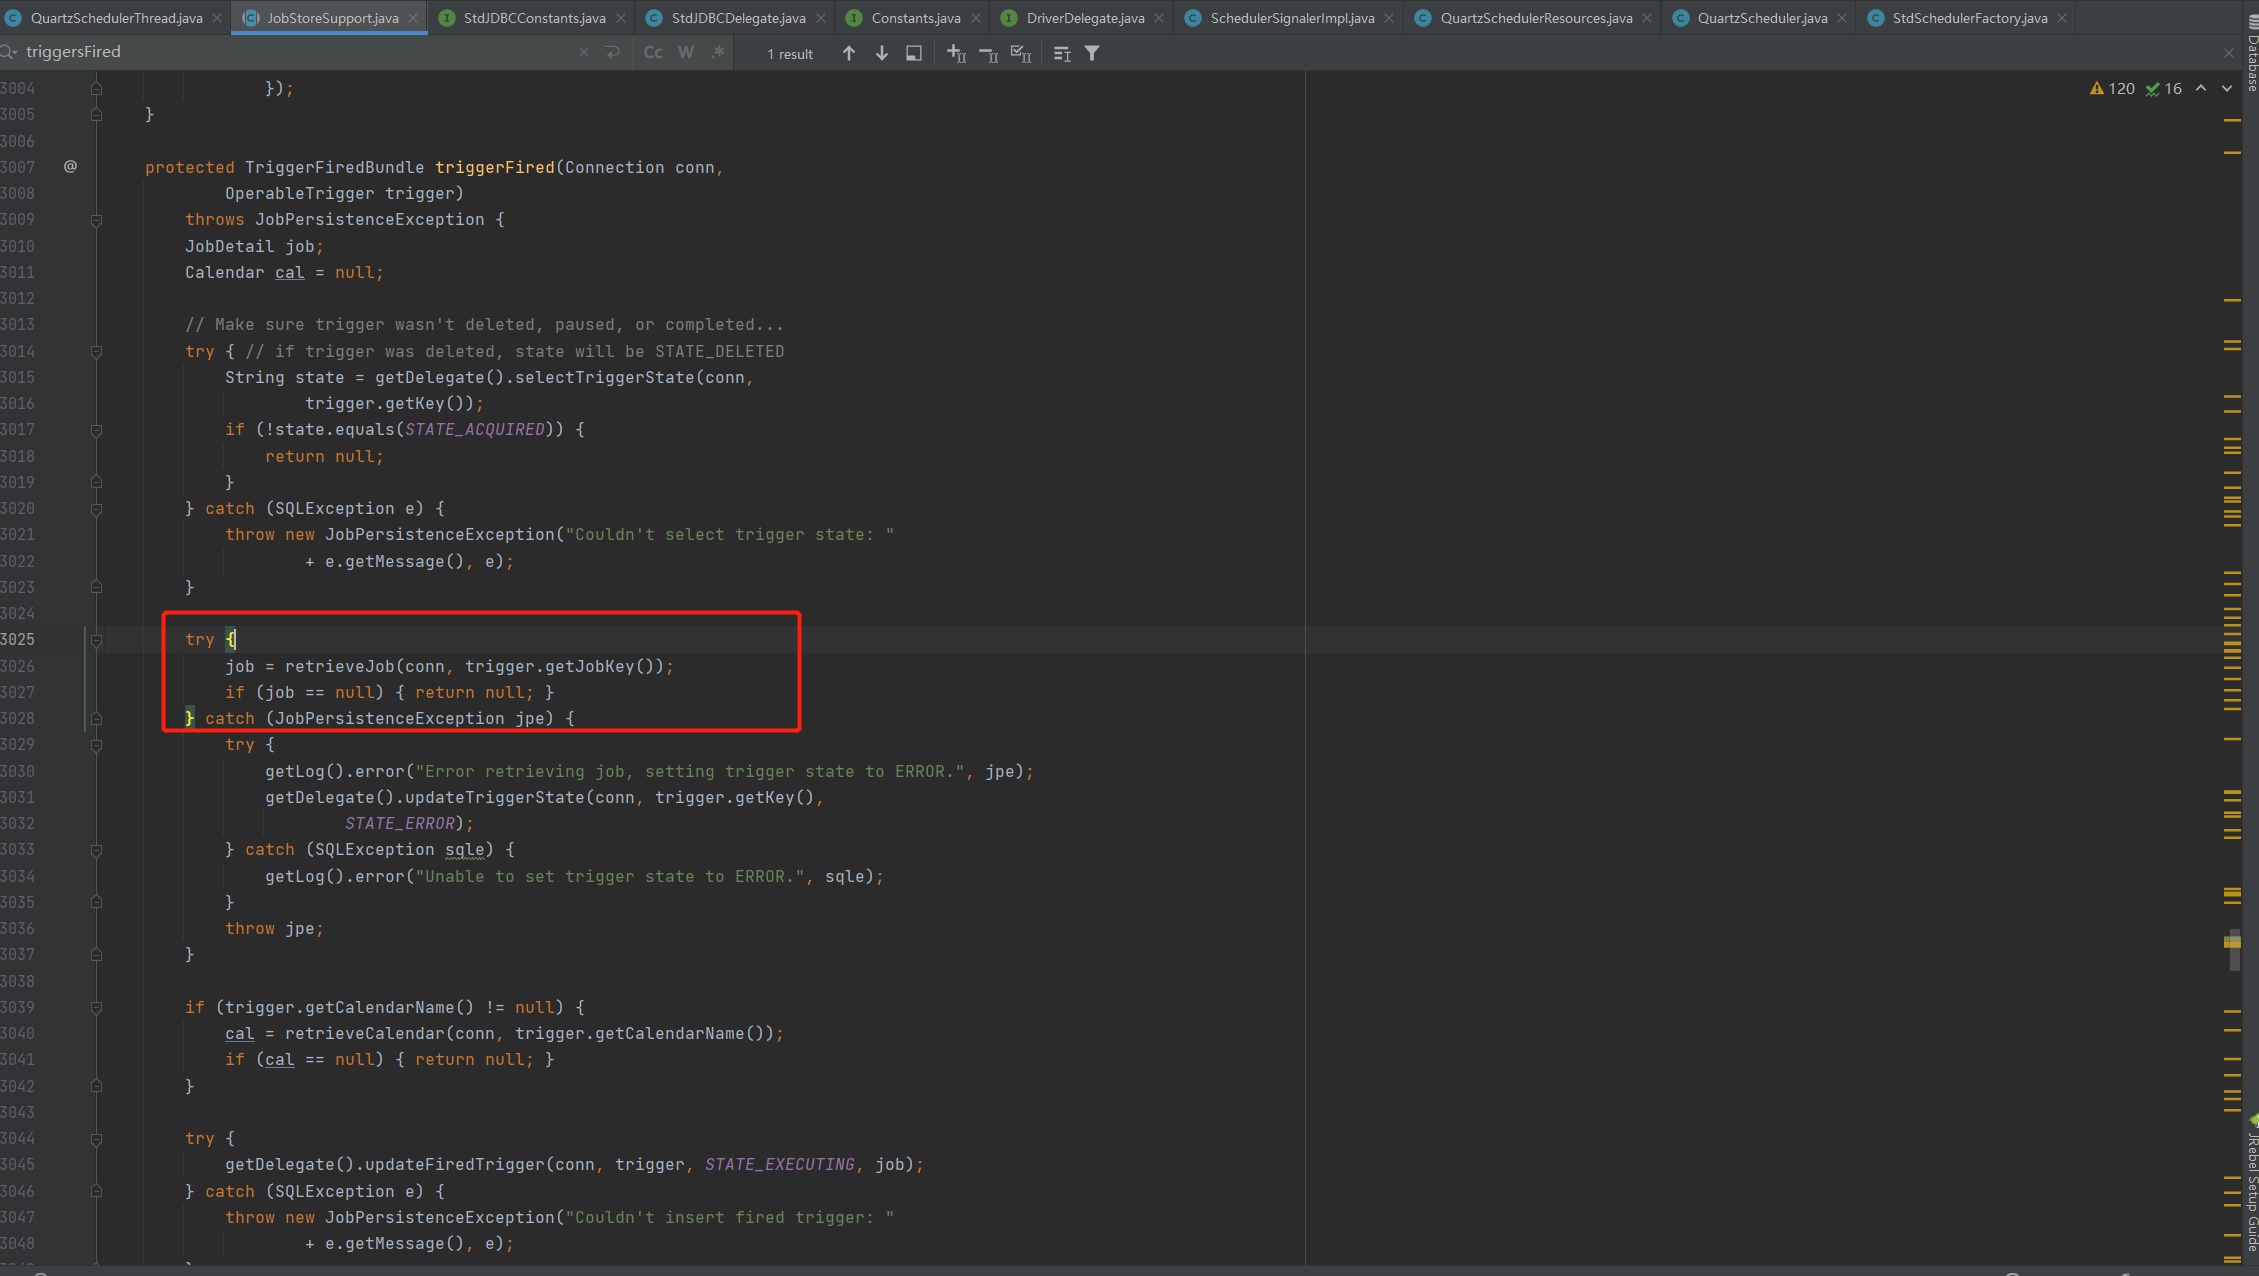 QuartzSchedulerThread.java JobStoreSupport.java StdJDBCConstants.java StdJDBCDelegate.java Constants.java DriverDelegate.java SchedulerSignalerImpl.java QuartzSchedulerResources.java QuartzScheduler.java StdSchedulerFactory.java
triggersFired Cc W .* 1 result
120 16
3004 });
3005 }
3006
3007 @ protected TriggerFiredBundle triggerFired(Connection conn,
3008 OperableTrigger trigger)
3009 throws JobPersistenceException {
3010 JobDetail job;
3011 Calendar cal = null;
3012
3013 // Make sure trigger wasn't deleted, paused, or completed...
3014 try { // if trigger was deleted, state will be STATE_DELETED
3015 String state = getDelegate().selectTriggerState(conn,
3016 trigger.getKey());
3017 if (!state.equals(STATE_ACQUIRED)) {
3018 return null;
3019 }
3020 } catch (SQLException e) {
3021 throw new JobPersistenceException("Couldn't select trigger state: "
3022 + e.getMessage(), e);
3023 }
3024
3025 try {
3026 job = retrieveJob(conn, trigger.getJobKey());
3027 if (job == null) { return null; }
3028 } catch (JobPersistenceException jpe) {
3029 try {
3030 getLog().error("Error retrieving job, setting trigger state to ERROR.", jpe);
3031 getDelegate().updateTriggerState(conn, trigger.getKey(),
3032 STATE_ERROR);
3033 } catch (SQLException sqle) {
3034 getLog().error("Unable to set trigger state to ERROR.", sqle);
3035 }
3036 throw jpe;
3037 }
3038
3039 if (trigger.getCalendarName() != null) {
3040 cal = retrieveCalendar(conn, trigger.getCalendarName());
3041 if (cal == null) { return null; }
3042 }
3043
3044 try {
3045 getDelegate().updateFiredTrigger(conn, trigger, STATE_EXECUTING, job);
3046 } catch (SQLException e) {
3047 throw new JobPersistenceException("Couldn't insert fired trigger: "
3048 + e.getMessage(), e);
Database
JRebel Setup Guide